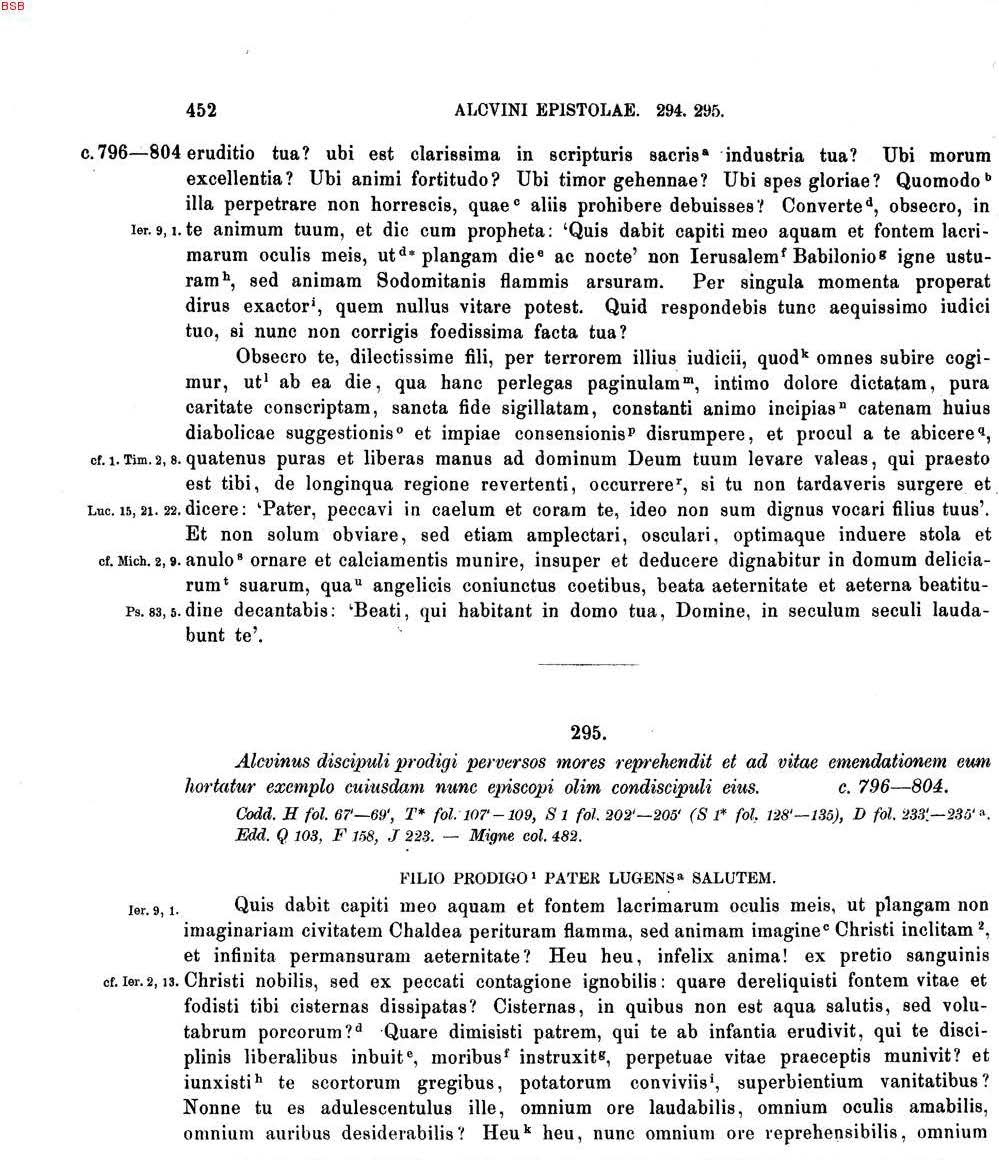 BSB
452 ALCVINI EPISTOLAE. 294. 295.
c. 796—804 eruditio tua? ubi est clarissima in scripturis sacris a industria tua? Ubi morum
excellentia? Ubi animi fortitudo? Ubi timor gehennae? Ubi spes gloriae? Quomodo b
illa perpetrare non horrescis, quae c aliis prohibere debuisses? Converte d, obsecro, in
Ier. 9, 1. te animum tuum, et dic cum propheta: ‘Quis dabit capiti meo aquam et fontem lacri-
marum oculis meis, ut d* plangam die e ac nocte’ non Ierusalem f Babilonio g igne ustu-
ram h, sed animam Sodomitanis flammis arsuram. Per singula momenta properat
dirus exactor i, quem nullus vitare potest. Quid respondebis tunc aequissimo iudici
tuo, si nunc non corrigis foedissima facta tua?
Obsecro te, dilectissime fili, per terrorem illius iudicii, quod k omnes subire cogi-
mur, ut l ab ea die, qua hanc perlegas paginulam m, intimo dolore dictatam, pura
caritate conscriptam, sancta fide sigillatam, constanti animo incipias n catenam huius
diabolicae suggestionis o et impiae consensionis p disrumpere, et procul a te abicere q,
cf. 1. Tim. 2, 8. quatenus puras et liberas manus ad dominum Deum tuum levare valeas, qui praesto
est tibi, de longinqua regione revertenti, occurrere r, si tu non tardaveris surgere et
Luc. 15, 21. 22. dicere: ‘Pater, peccavi in caelum et coram te, ideo non sum dignus vocari filius tuus’.
Et non solum obviare, sed etiam amplectari, osculari, optimaque induere stola et
cf. Mich. 2, 9. anulo s ornare et calciamentis munire, insuper et deducere dignabitur in domum delicia-
rum t suarum, qua u angelicis coniunctus coetibus, beata aeternitate et aeterna beatitu-
Ps. 83, 5. dine decantabis: ‘Beati, qui habitant in domo tua, Domine, in seculum seculi lauda-
bunt te’.
295.
Alcvinus discipuli prodigi perversos mores reprehendit et ad vitae emendationem eum
hortatur exemplo cuiusdam nunc episcopi olim condiscipuli eius. c. 796—804.
Codd. H fol. 67'—69', T* fol. 107'—109, S 1 fol. 202'—205' (S 1* fol. 128'—135), D fol. 233'—235' a.
Edd. Q 103, F 158, J 223. — Migne col. 482.
FILIO PRODIGO 1 PATER LUGENS a SALUTEM.
Ier. 9, 1. Quis dabit capiti meo aquam et fontem lacrimarum oculis meis, ut plangam non
imaginariam civitatem Chaldea perituram flamma, sed animam imagine c Christi inclitam 2,
et infinita permansuram aeternitate! Heu heu, infelix anima! ex pretio sanguinis
cf. Ier. 2, 13. Christi nobilis, sed ex peccati contagione ignobilis: quare dereliquisti fontem vitae et
fodisti tibi cisternas dissipatas? Cisternas, in quibus non est aqua salutis, sed volu-
tabrum porcorum? d Quare dimisisti patrem, qui te ab infantia erudivit, qui te disci-
plinis liberalibus inbuit e, moribus f instruxit g, perpetuae vitae praeceptis munivit? et
iunxisti h te scortorum gregibus, potatorum conviviis i, superbientium vanitatibus?
Nonne tu es adulescentulus ille, omnium ore laudabilis, omnium oculis amabilis,
omnium auribus desiderabilis? Heu k heu, nunc omnium ore reprehensibilis, omnium